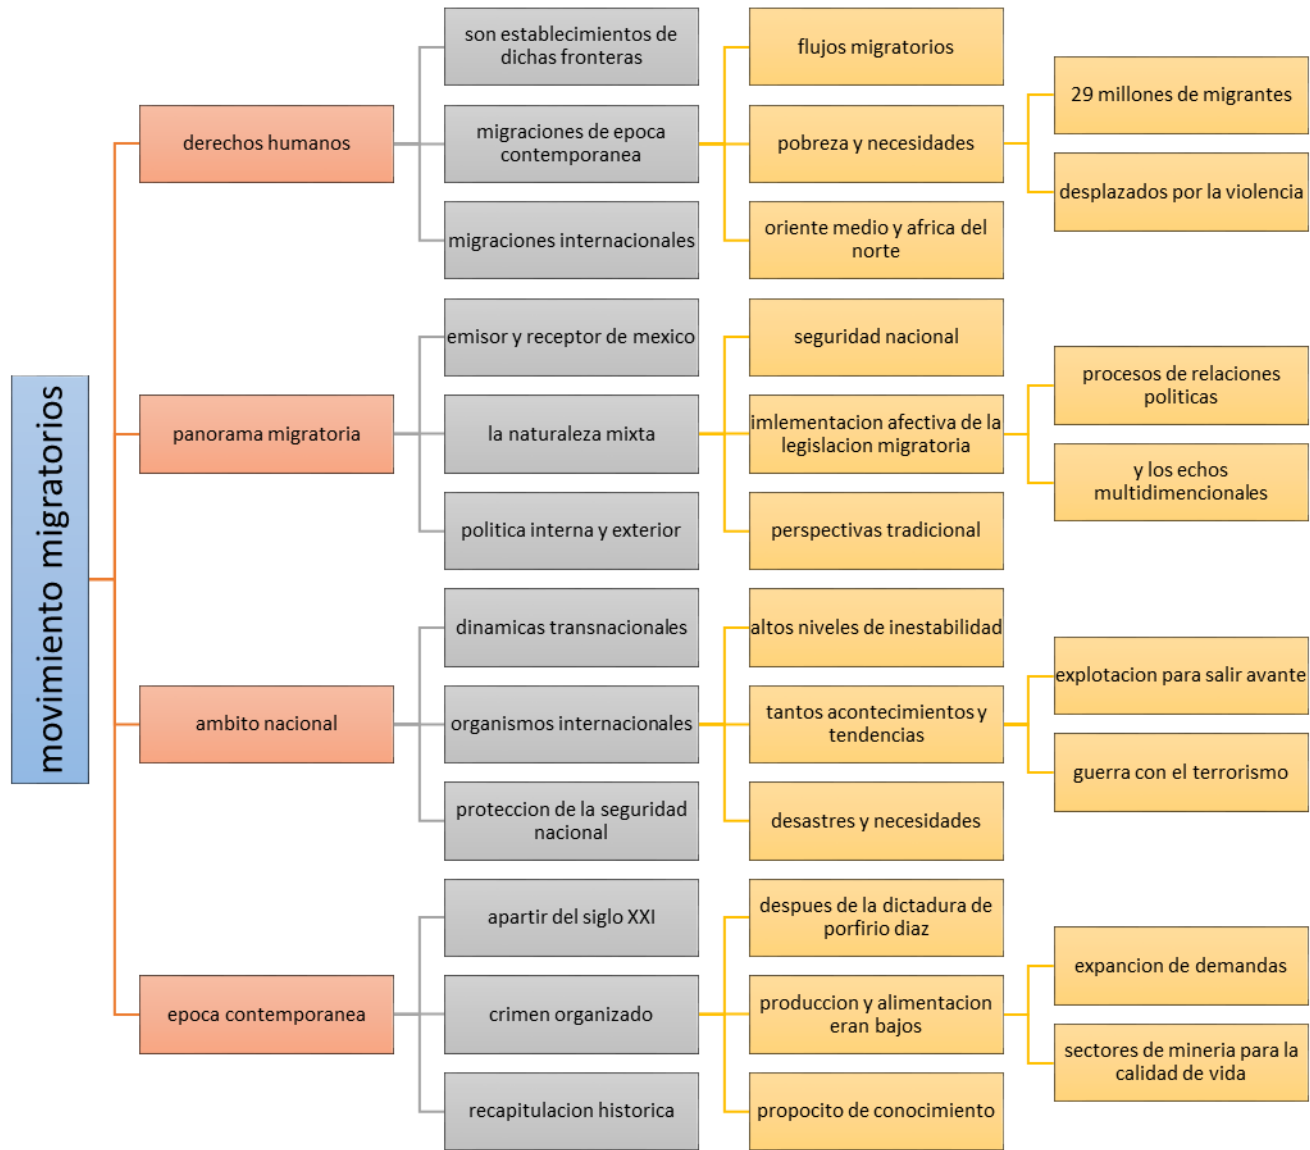 movimiento migratorios
derechos humanos
son establecimientos de
dichas fronteras
migraciones de epoca
contemporanea
flujos migratorios
pobreza y necesidades
29 millones de migrantes
desplazados por la violencia
oriente medio y africa del
norte
migraciones internacionales
panorama migratoria
emisor y receptor de mexico
la naturaleza mixta
seguridad nacional
imlementacion afectiva de la
legislacion migratoria
procesos de relaciones
politicas
y los echos
multidimencionales
perspectivas tradicional
politica interna y exterior
ambito nacional
dinamicas transnacionales
organismos internacionales
altos niveles de inestabilidad
tantos acontecimientos y
tendencias
explotacion para salir avante
guerra con el terrorismo
desastres y necesidades
proteccion de la seguridad
nacional
epoca contemporanea
apartir del siglo XXI
crimen organizado
despues de la dictadura de
porfirio diaz
produccion y alimentacion
eran bajos
expancion de demandas
sectores de mineria para la
calidad de vida
propocito de conocimiento
recapitulacion historica